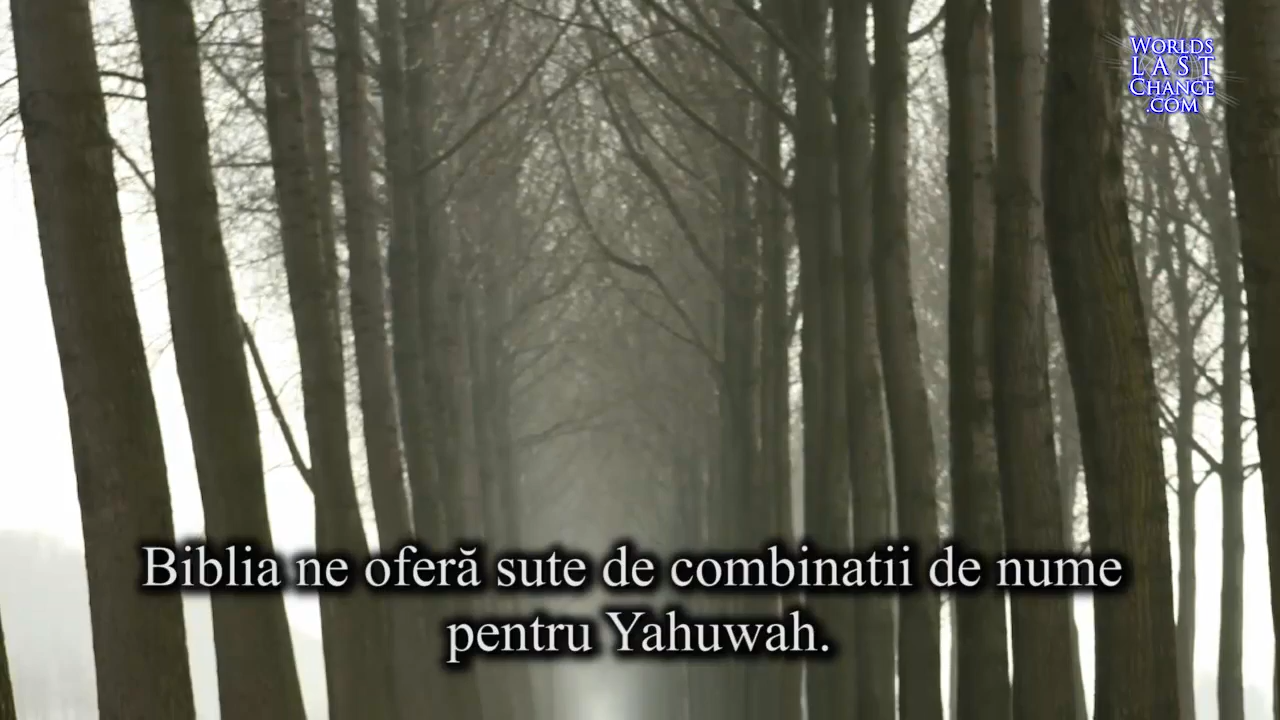 WORLDS
LAST
CHANCE
.COM
Biblia ne oferă sute de combinatii de nume
pentru Yahuwah.